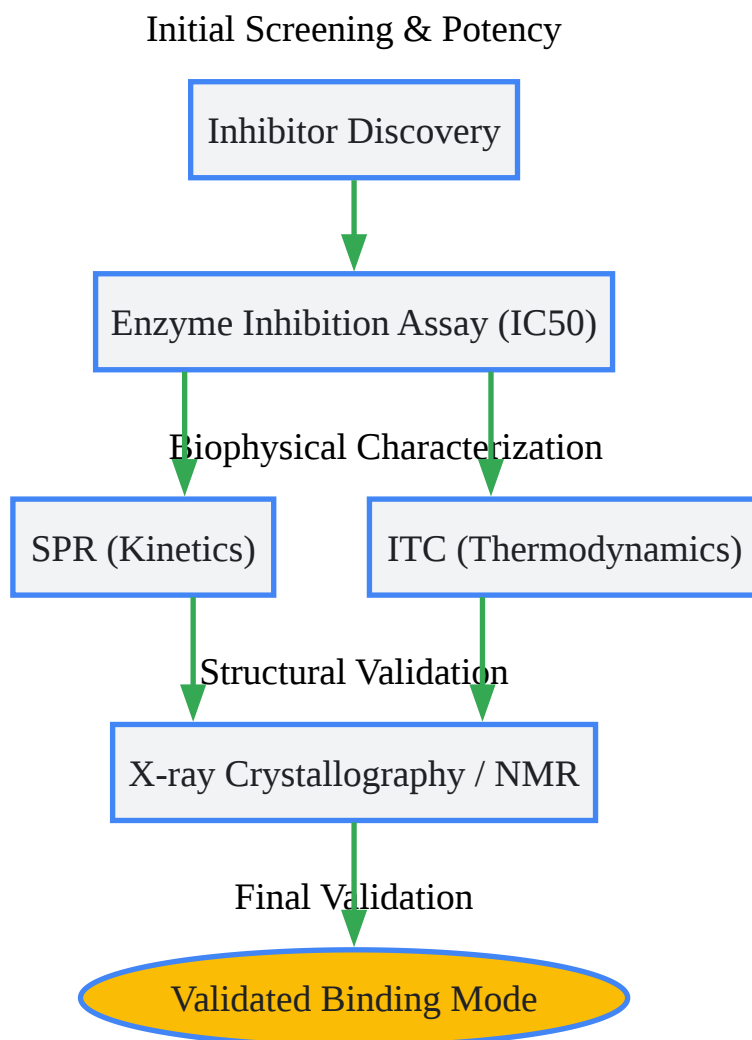 Initial Screening & Potency
Inhibitor Discovery
Enzyme Inhibition Assay (IC50)
Biophysical Characterization
SPR (Kinetics)
ITC (Thermodynamics)
Structural Validation
X-ray Crystallography / NMR
Final Validation
Validated Binding Mode